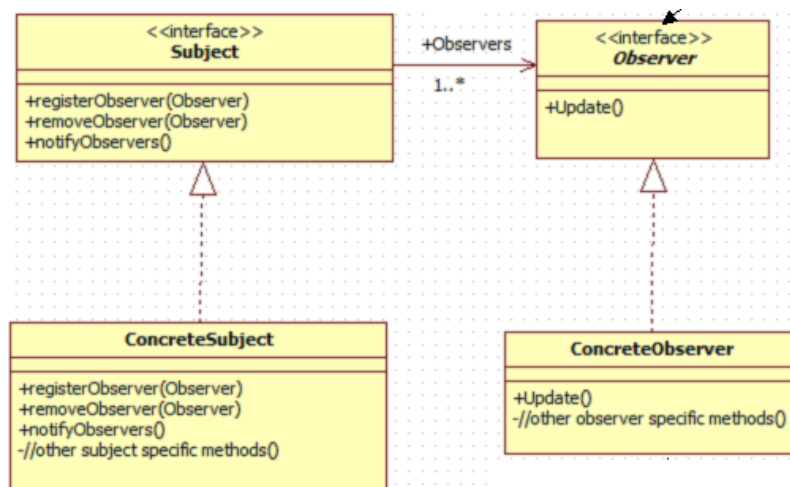 <<interface>>
Subject
+registerObserver(Observer)
+removeObserver(Observer)
+notifyObservers()
+Observers
1..*
<<interface>>
Observer
+Update()
ConcreteSubject
+registerObserver(Observer)
+removeObserver(Observer)
+notifyObservers()
-//other subject specific methods()
ConcreteObserver
+Update()
-//other observer specific methods()